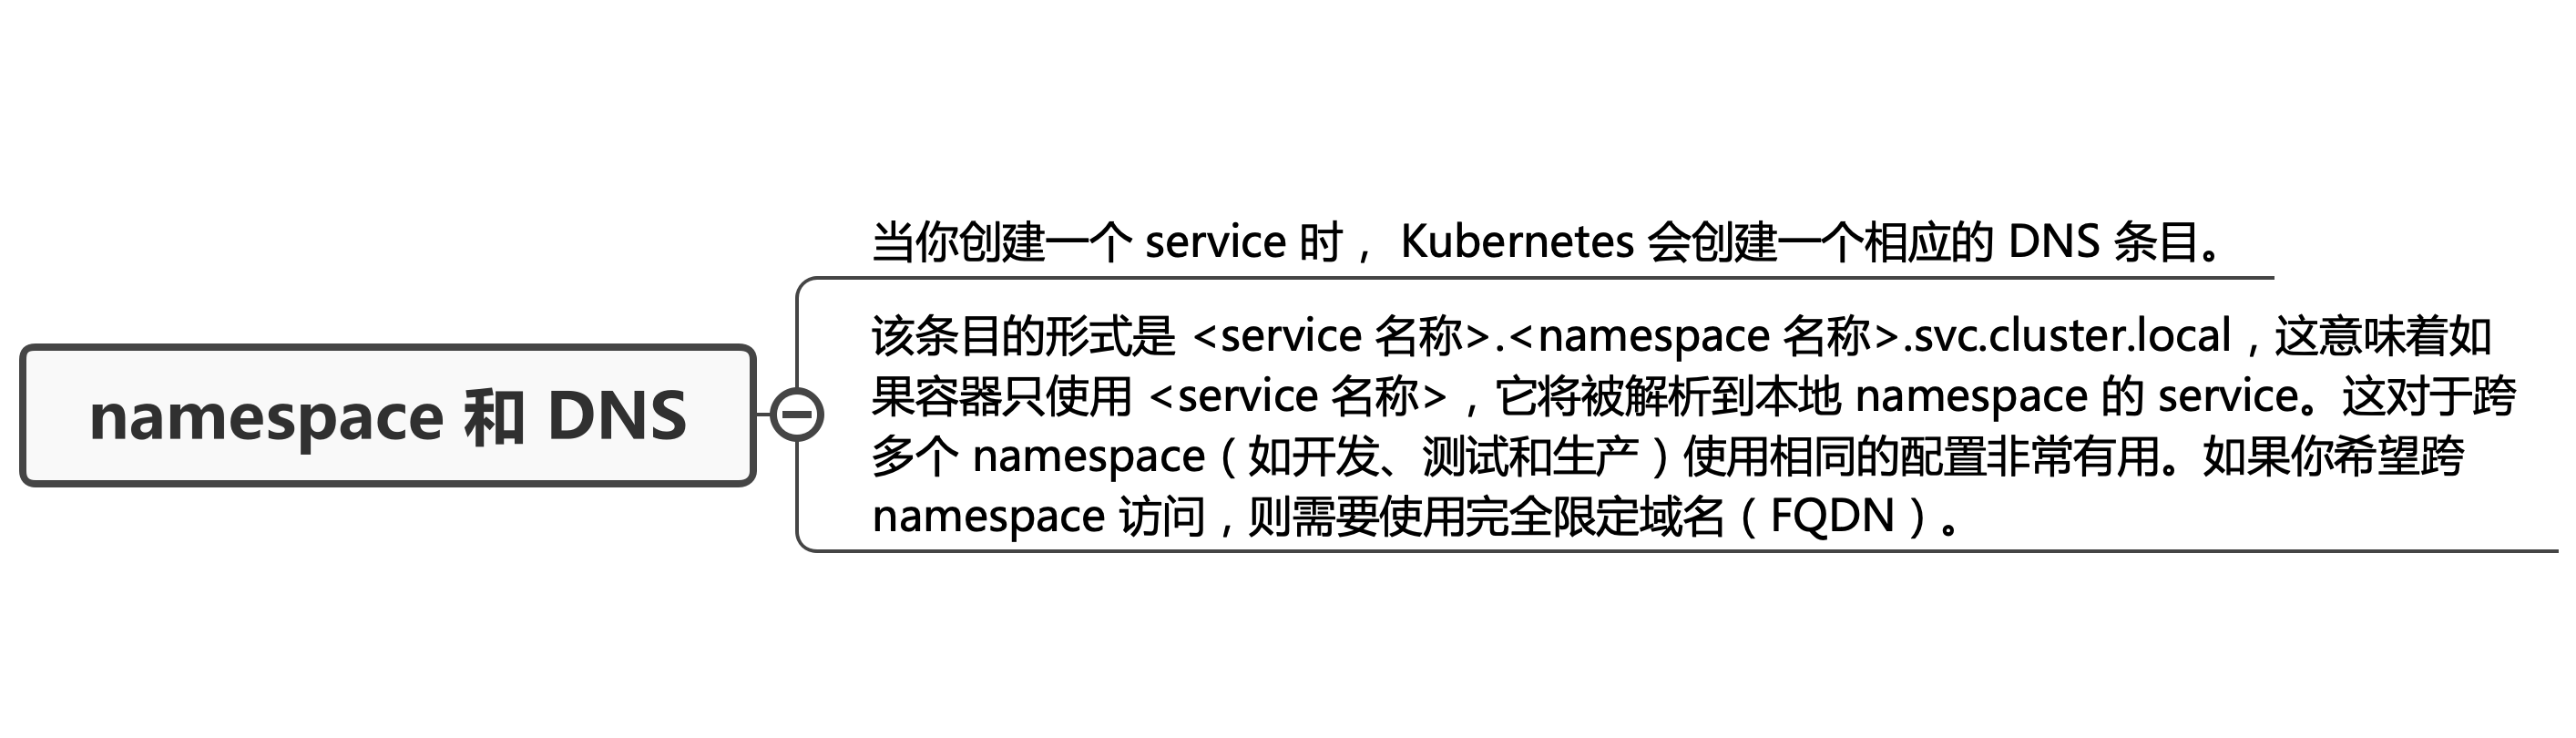 namespace 和 DNS
当你创建一个 service 时， Kubernetes 会创建一个相应的 DNS 条目。
该条目的形式是 <service 名称>.<namespace 名称>.svc.cluster.local，这意味着如
果容器只使用 <service 名称>，它将被解析到本地 namespace 的 service。这对于跨
多个 namespace（如开发、测试和生产）使用相同的配置非常有用。如果你希望跨
namespace 访问，则需要使用完全限定域名（FQDN）。